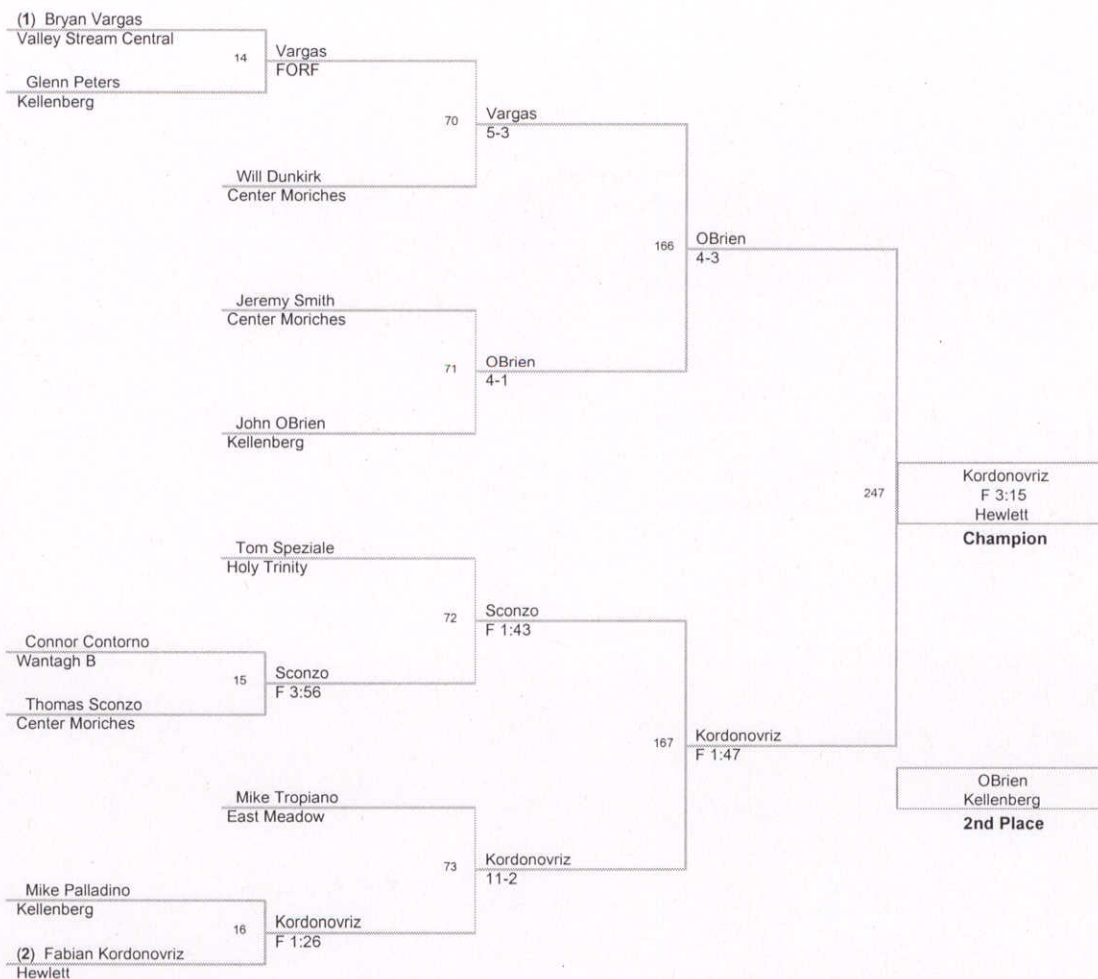 (1) Bryan Vargas
Valley Stream Central
14
Vargas
FORF
Glenn Peters
Kellenberg
70
Vargas
5-3
Will Dunkirk
Center Moriches
166
OBrien
4-3
Jeremy Smith
Center Moriches
71
OBrien
4-1
John OBrien
Kellenberg
247
Kordonovriz
F 3:15
Hewlett
Champion
Tom Speziale
Holy Trinity
72
Sconzo
F 1:43
Connor Contorno
Wantagh B
15
Sconzo
F 3:56
Thomas Sconzo
Center Moriches
167
Kordonovriz
F 1:47
OBrien
Kellenberg
2nd Place
Mike Tropiano
East Meadow
73
Kordonovriz
11-2
Mike Palladino
Kellenberg
16
Kordonovriz
F 1:26
(2) Fabian Kordonovriz
Hewlett